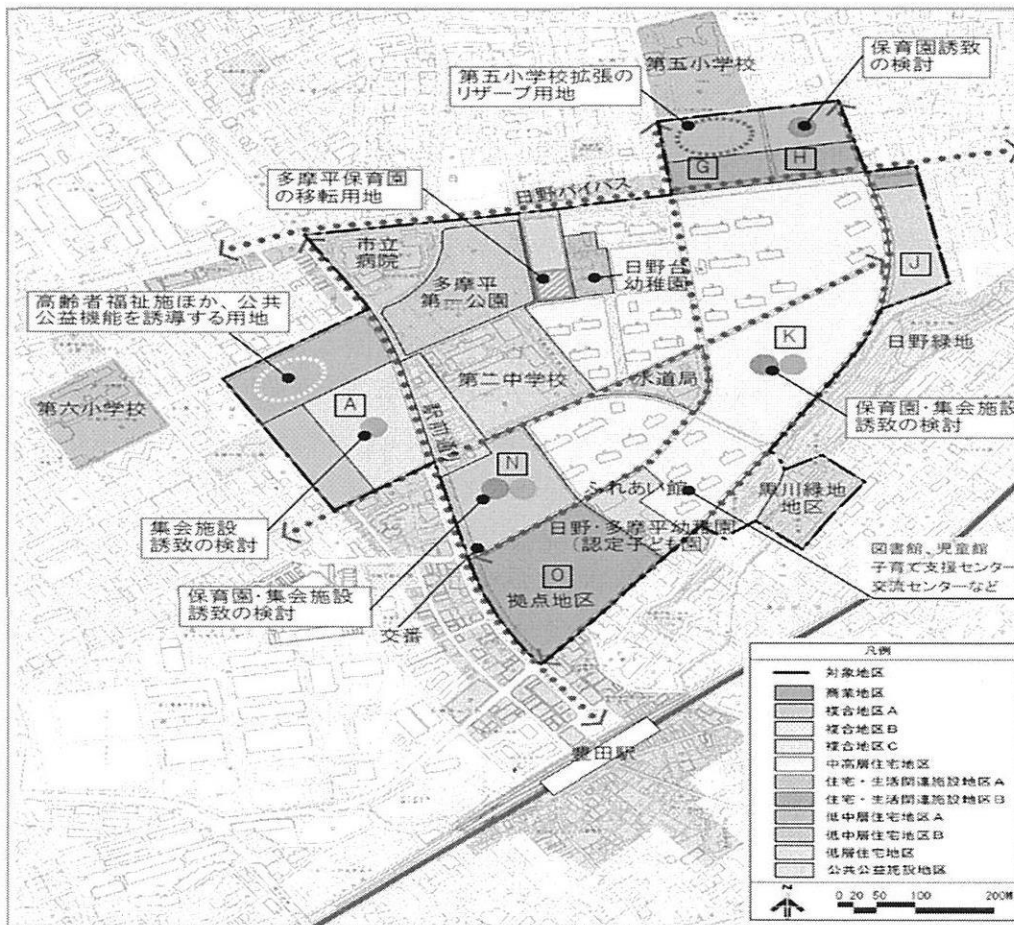 保育園誘致
の検討
第五小学校拡張の
リザーブ用地
第五小学校
G
H
多摩平保育園
の移転用地
日野バイパス
市立
病院
多摩平
第一公園
日野台
幼稚園
J
高齢者福祉施ほか、公共
公益機能を誘導する用地
日野緑地
K
第二中学校
水道局
第六小学校
A
駅前通り
保育園・集会施設
誘致の検討
N
ふれあい館
黒川緑地
地区
集会施設
誘致の検討
日野・多摩平幼稚園
(認定子ども園)
図書館、児童館
子育て支援センター
交流センターなど
O
拠点地区
保育園・集会施設
誘致の検討
交番
豊田駅
凡例
対象地区
商業地区
複合地区A
複合地区B
複合地区C
中高層住宅地区
住宅・生活関連施設地区A
住宅・生活関連施設地区B
低中層住宅地区A
低中層住宅地区B
低層住宅地区
公共公益施設地区
N
0 20 50 100 200M